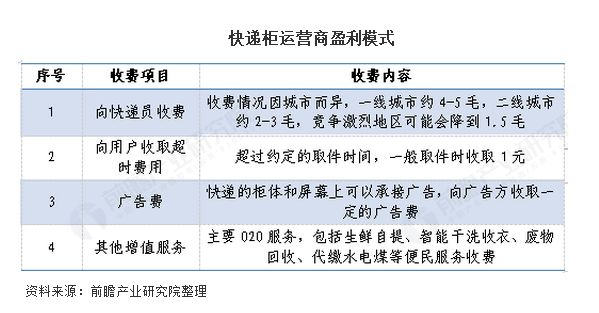 快递柜运营商盈利模式
序号 收费项目 收费内容
1 向快递员收费 收费情况因城市而异，一线城市约4-5毛，二线城市
约2-3毛，竞争激烈地区可能会降到1.5毛
2 向用户收取超
时费用 超过约定的取件时间，一般取件时收取1元
3 广告费 快递的柜体和屏幕上可以承接广告，向广告方收取一
定的广告费
4 其他增值服务 主要O2O服务，包括生鲜自提、智能干洗收衣、废物
回收、代缴水电煤等便民服务收费
资料来源：前瞻产业研究院整理